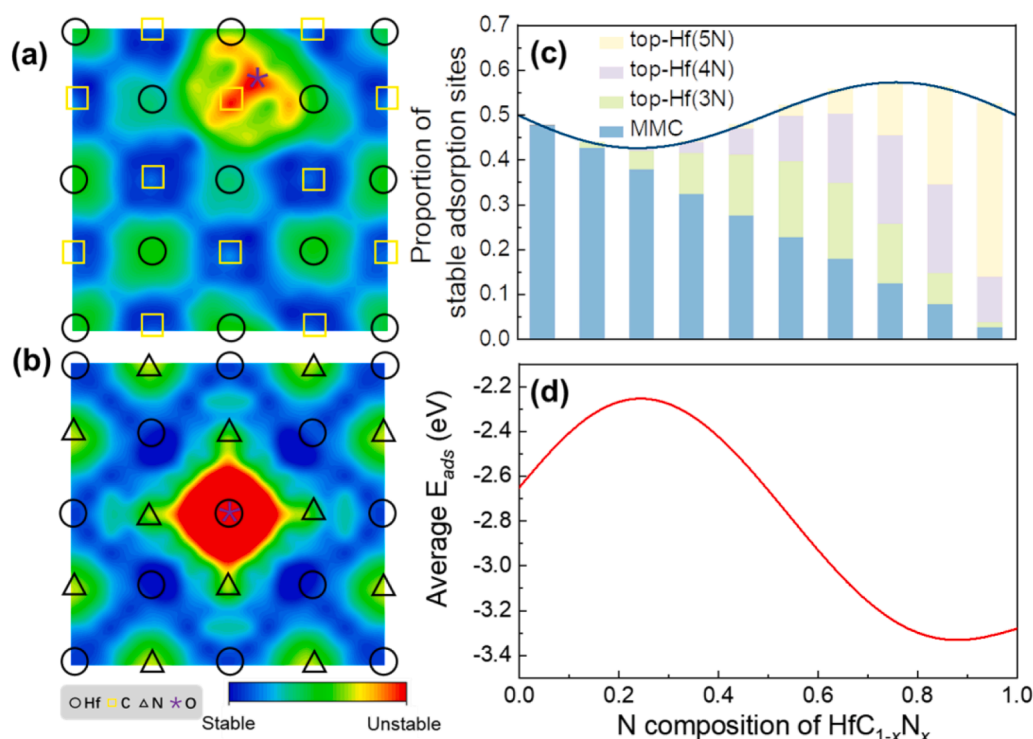 (a)
(b)
Hf C N O
Stable Unstable
(c)
top-Hf(5N)
top-Hf(4N)
top-Hf(3N)
MMC
Proportion of
stable adsorption sites
0.7
0.6
0.5
0.4
0.3
0.2
0.1
0.0
(d)
Average E_ads (eV)
-2.2
-2.4
-2.6
-2.8
-3.0
-3.2
-3.4
0.0 0.2 0.4 0.6 0.8 1.0
N composition of HfC_{1-x}N_x